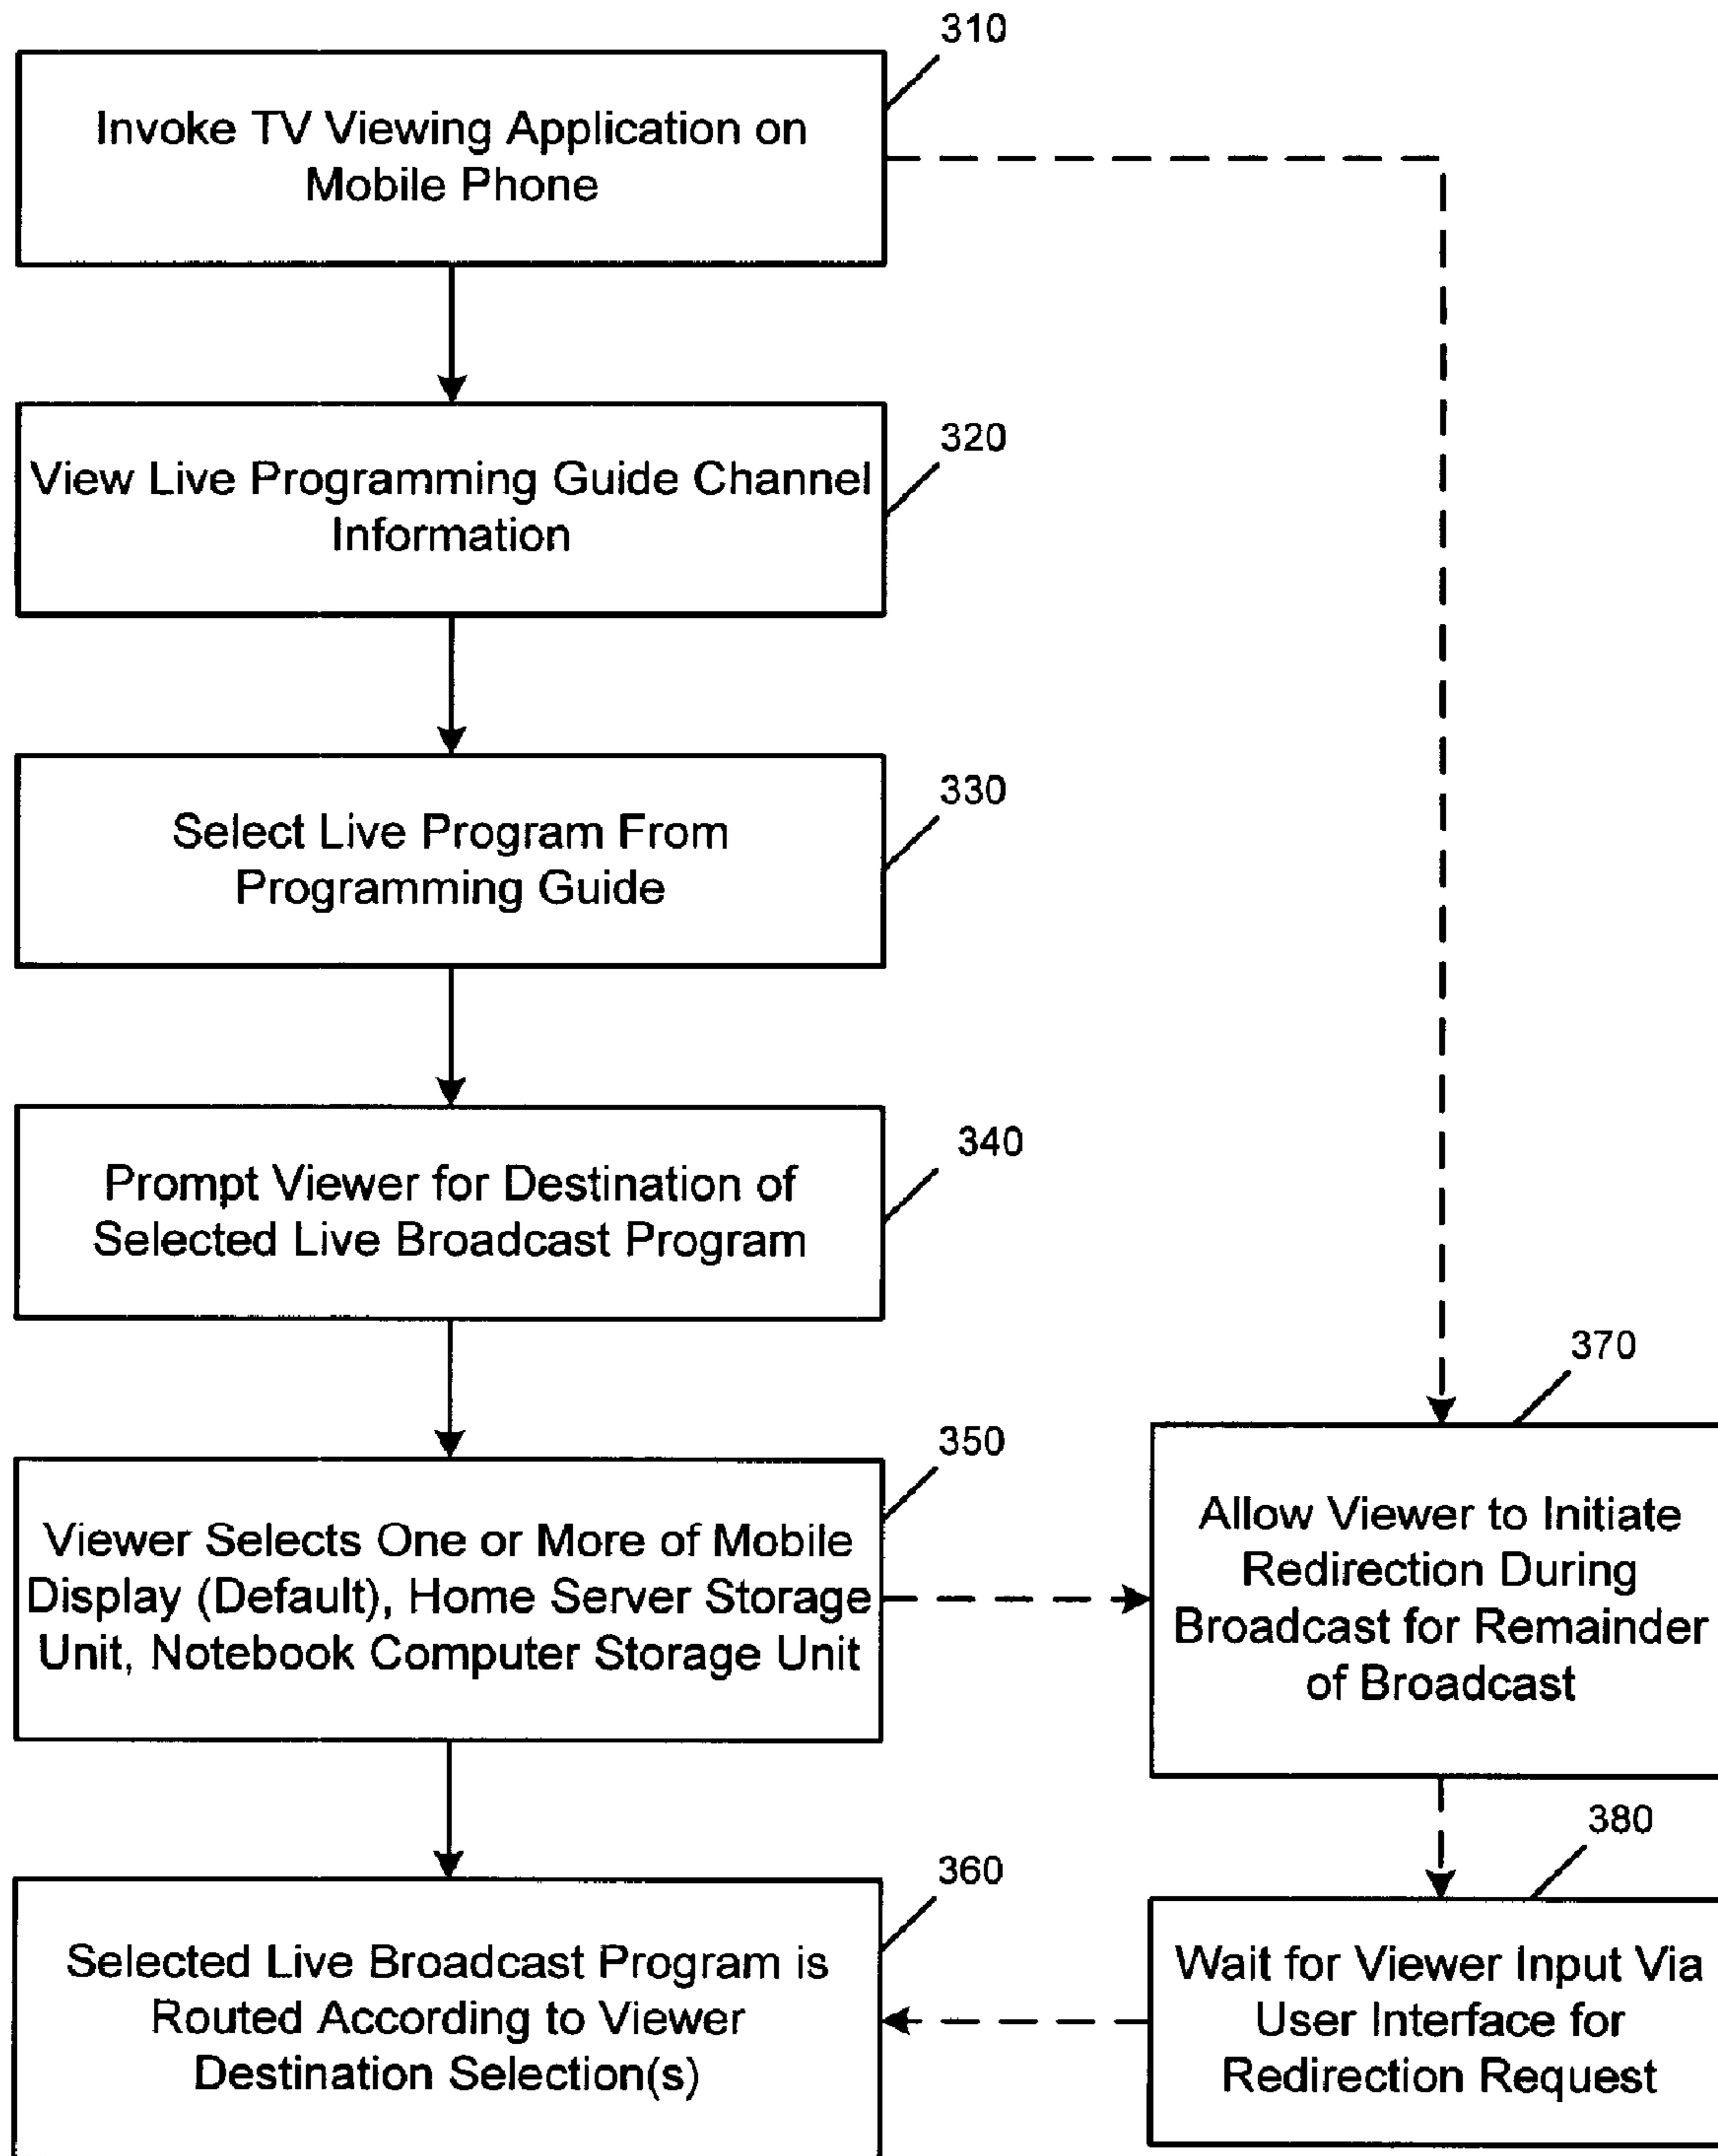 310
Invoke TV Viewing Application on
Mobile Phone
320
View Live Programming Guide Channel
Information
330
Select Live Program From
Programming Guide
340
Prompt Viewer for Destination of
Selected Live Broadcast Program
350
Viewer Selects One or More of Mobile
Display (Default), Home Server Storage
Unit, Notebook Computer Storage Unit
360
Selected Live Broadcast Program is
Routed According to Viewer
Destination Selection(s)
370
Allow Viewer to Initiate
Redirection During
Broadcast for Remainder
of Broadcast
380
Wait for Viewer Input Via
User Interface for
Redirection Request